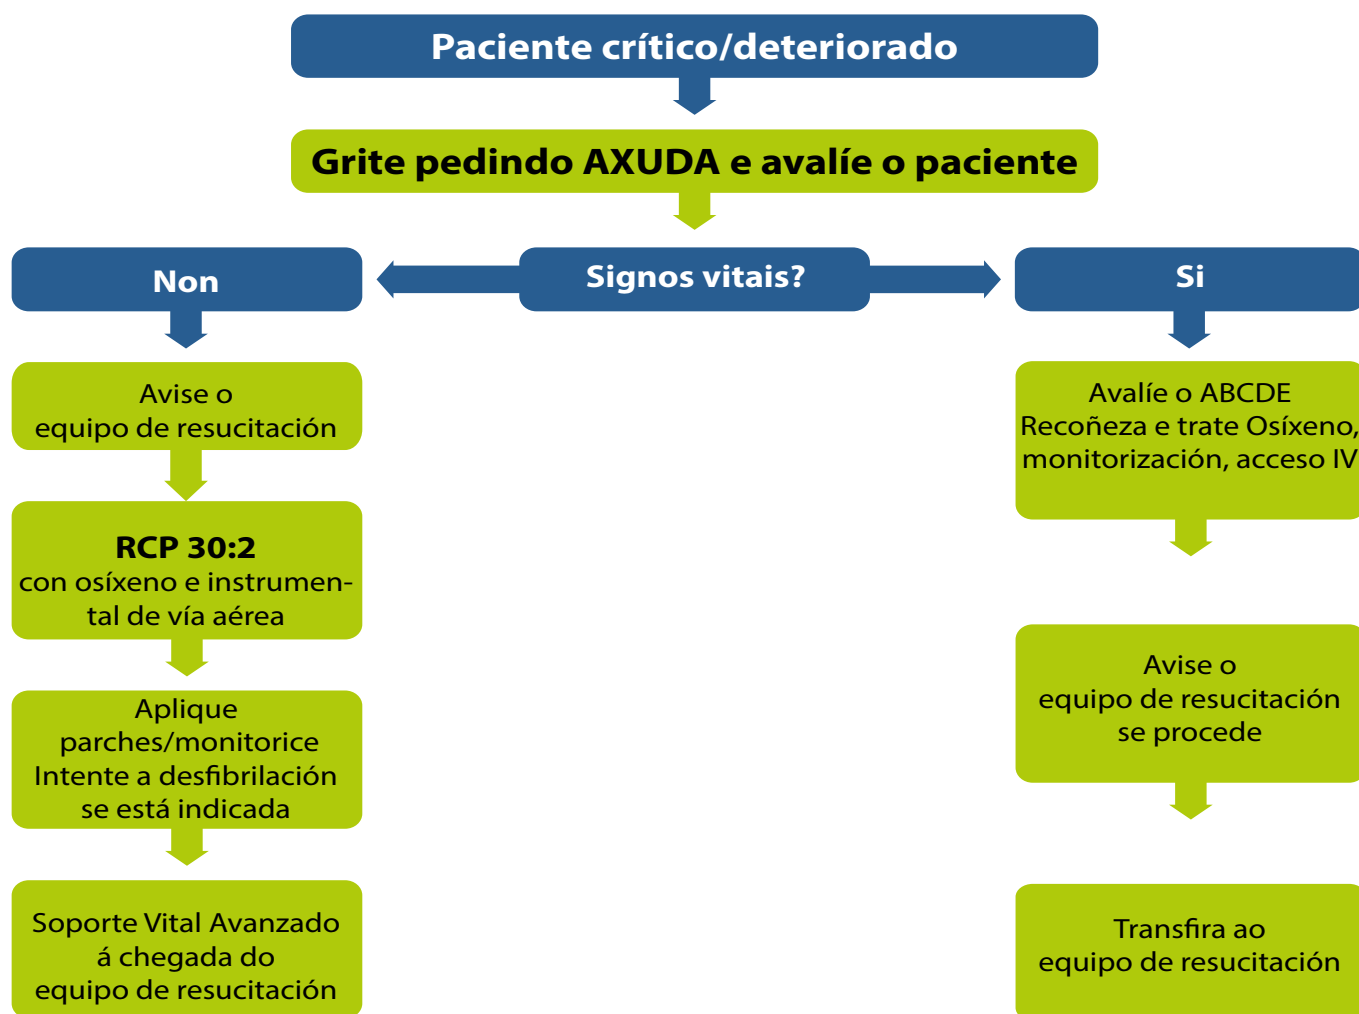 Paciente crítico/deteriorado
Grite pedindo AXUDA e avalíe o paciente
Non
Signos vitais?
Si
Avise o
equipo de resucitación
RCP 30:2
con osíxeno e instrumen-
tal de vía aérea
Aplique
parches/monitorice
Intente a desfibrilación
se está indicada
Soporte Vital Avanzado
á chegada do
equipo de resucitación
Avalíe o ABCDE
Recoñeza e trate Osíxeno,
monitorización, acceso IV
Avise o
equipo de resucitación
se procede
Transfira ao
equipo de resucitación